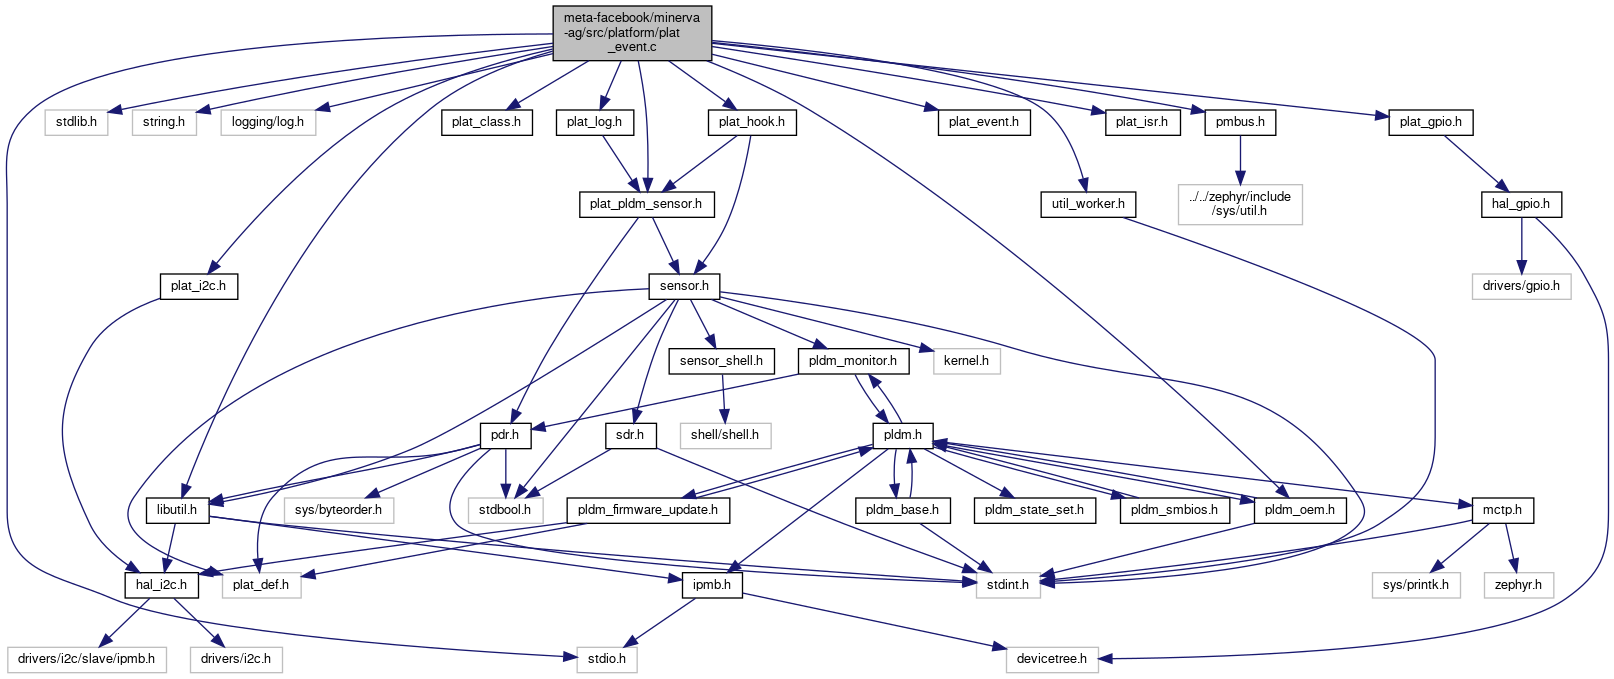 meta-facebook/minerva
-ag/src/platform/plat
_event.c
stdlib.h
string.h
logging/log.h
plat_class.h
plat_log.h
plat_hook.h
plat_event.h
plat_isr.h
pmbus.h
plat_gpio.h
plat_pldm_sensor.h
util_worker.h
../../zephyr/include
/sys/util.h
hal_gpio.h
plat_i2c.h
sensor.h
drivers/gpio.h
sensor_shell.h
pldm_monitor.h
kernel.h
pdr.h
sdr.h
shell/shell.h
pldm.h
libutil.h
sys/byteorder.h
stdbool.h
pldm_firmware_update.h
pldm_base.h
pldm_state_set.h
pldm_smbios.h
pldm_oem.h
mctp.h
hal_i2c.h
plat_def.h
ipmb.h
stdint.h
sys/printk.h
zephyr.h
drivers/i2c/slave/ipmb.h
drivers/i2c.h
stdio.h
devicetree.h